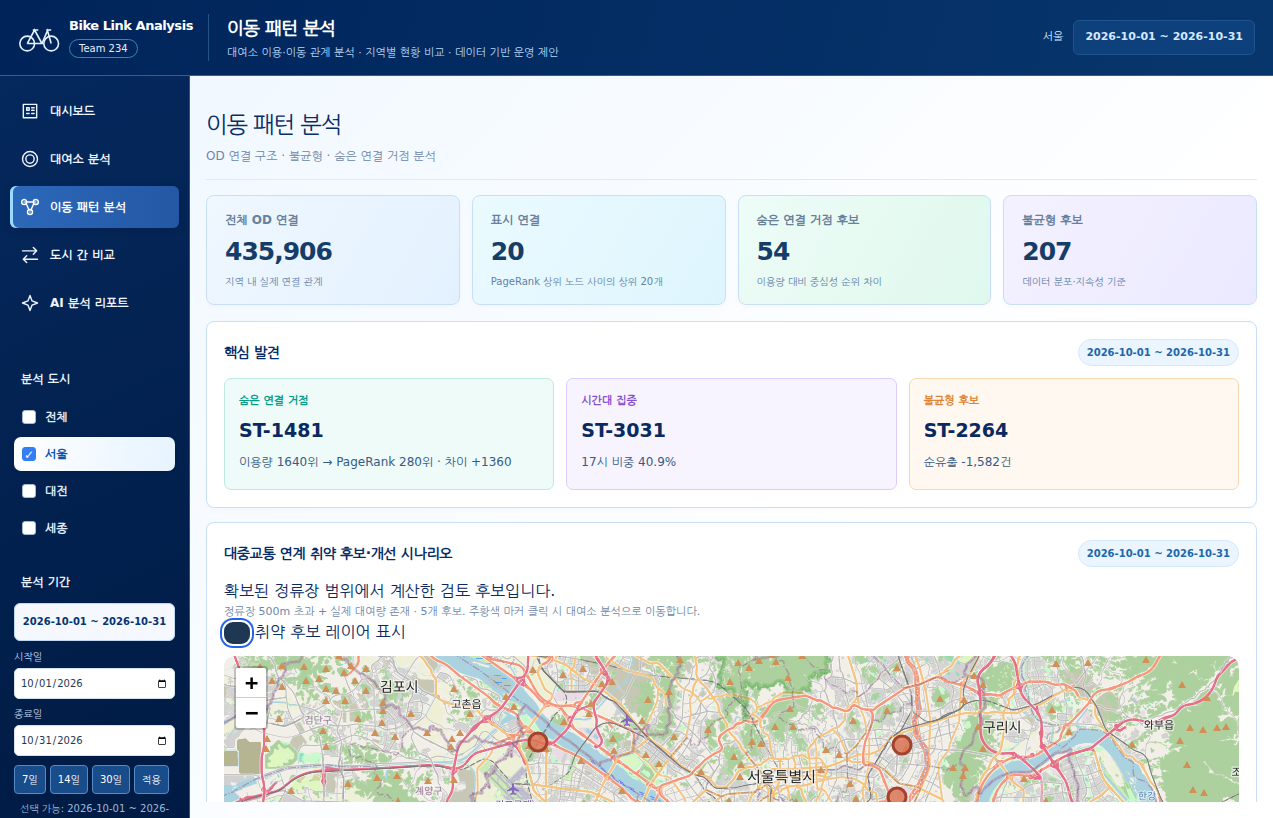 Bike Link Analysis
Team 234
이동 패턴 분석
대여소 이용·이동 관계 분석 · 지역별 현황 비교 · 데이터 기반 운영 제안
서울
2026-10-01 ~ 2026-10-31
대시보드
대여소 분석
이동 패턴 분석
도시 간 비교
AI 분석 리포트
분석 도시
전체
서울
대전
세종
분석 기간
2026-10-01 ~ 2026-10-31
시작일
10/01/2026
종료일
10/31/2026
7일
14일
30일
적용
선택 가능: 2026-10-01 ~ 2026-
이동 패턴 분석
OD 연결 구조 · 불균형 · 숨은 연결 거점 분석
전체 OD 연결
435,906
지역 내 실제 연결 관계
표시 연결
20
PageRank 상위 노드 사이의 상위 20개
숨은 연결 거점 후보
54
이용량 대비 중심성 순위 차이
불균형 후보
207
데이터 분포·지속성 기준
핵심 발견
2026-10-01 ~ 2026-10-31
숨은 연결 거점
ST-1481
이용량 1640위 → PageRank 280위 · 차이 +1360
시간대 집중
ST-3031
17시 비중 40.9%
불균형 후보
ST-2264
순유출 -1,582건
대중교통 연계 취약 후보·개선 시나리오
2026-10-01 ~ 2026-10-31
확보된 정류장 범위에서 계산한 검토 후보입니다.
정류장 500m 초과 + 실제 대여량 존재 · 5개 후보. 주황색 마커 클릭 시 대여소 분석으로 이동합니다.
취약 후보 레이어 표시
+
−
김포시
고촌읍
검단구
계양구
서울특별시
구리시
와부읍
한강